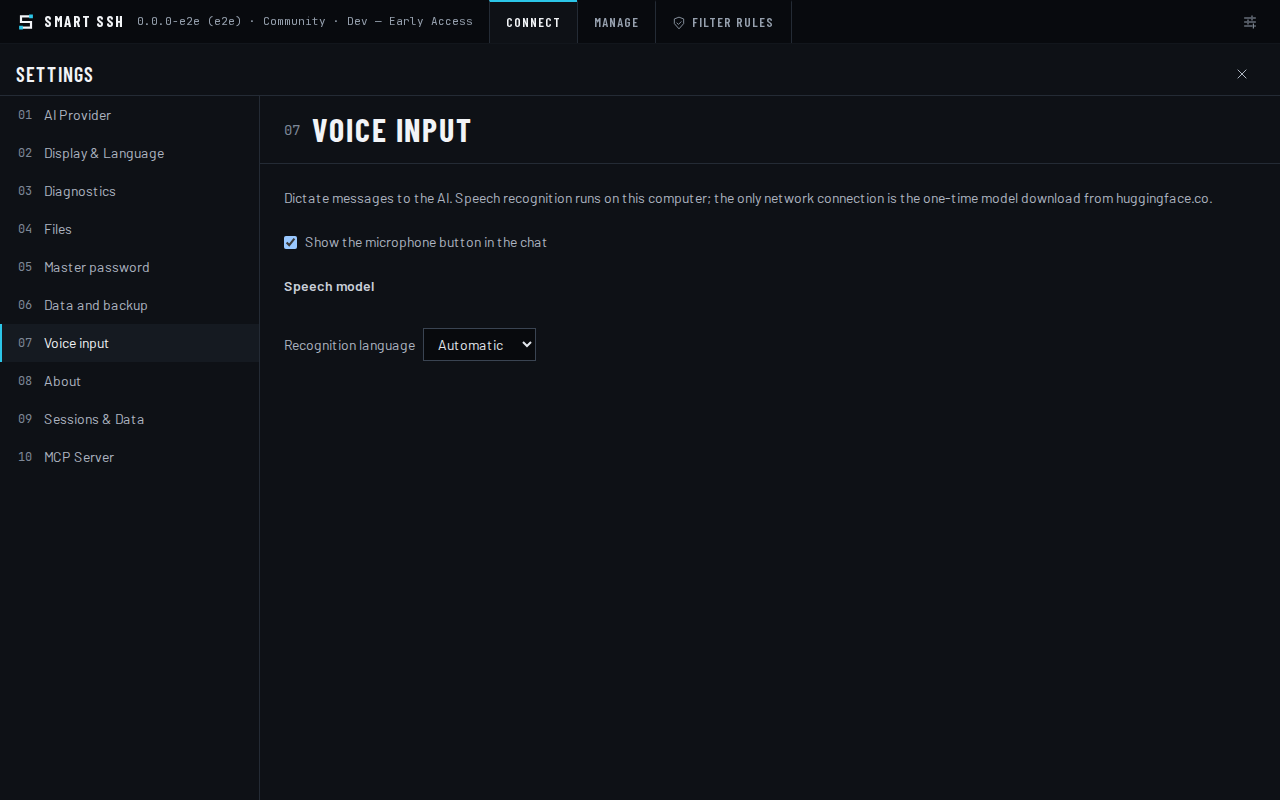 SMART SSH 0.0.0-e2e (e2e) · Community · Dev — Early Access CONNECT MANAGE FILTER RULES
SETTINGS
01 AI Provider
02 Display & Language
03 Diagnostics
04 Files
05 Master password
06 Data and backup
07 Voice input
08 About
09 Sessions & Data
10 MCP Server
07 VOICE INPUT
Dictate messages to the AI. Speech recognition runs on this computer; the only network connection is the one-time model download from huggingface.co.
Show the microphone button in the chat
Speech model
Recognition language Automatic